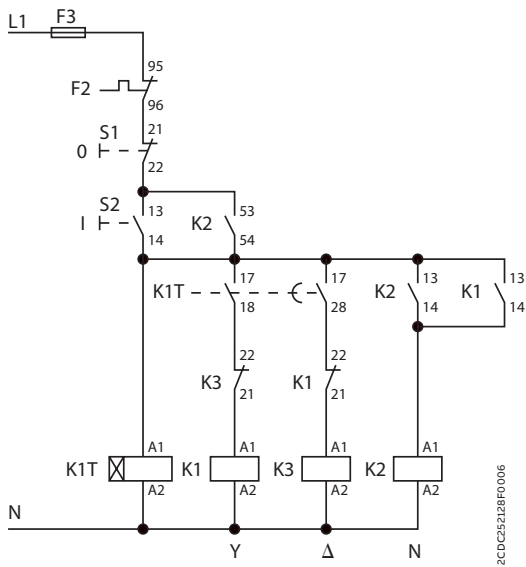 L1 F3
95
F2
96
S1 21
0
22
S2 13 K2 53
I
14 54
17 17 13 13
K1T K2 K1
18 28 14 14
22 22
K3 K1
21 21
A1 A1 A1 A1
K1T K1 K3 K2
A2 A2 A2 A2
N
Y Δ N
2CDC252128F0006